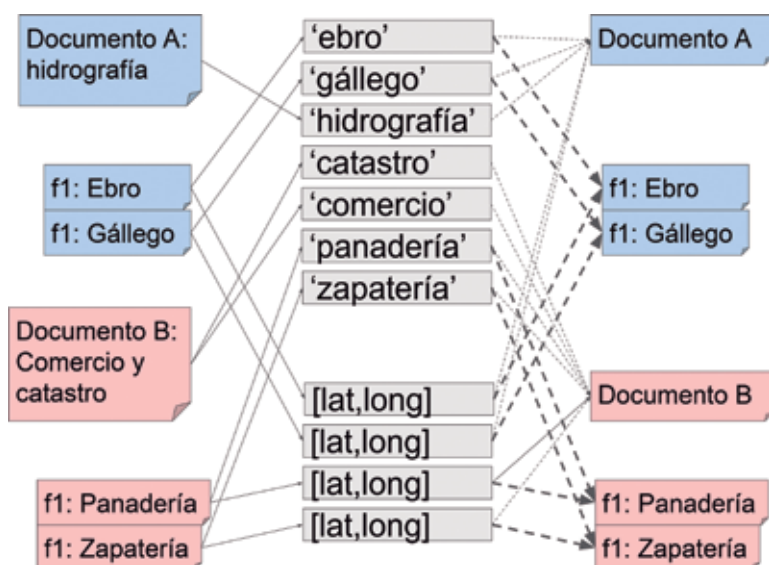 Documento A:
hidrografía
f1: Ebro
f1: Gállego
Documento B:
Comercio y
catastro
f1: Panadería
f1: Zapatería
‘ebro’
‘gállego’
‘hidrografía’
‘catastro’
‘comercio’
‘panadería’
‘zapatería’
[lat,long]
[lat,long]
[lat,long]
[lat,long]
Documento A
f1: Ebro
f1: Gállego
Documento B
f1: Panadería
f1: Zapatería